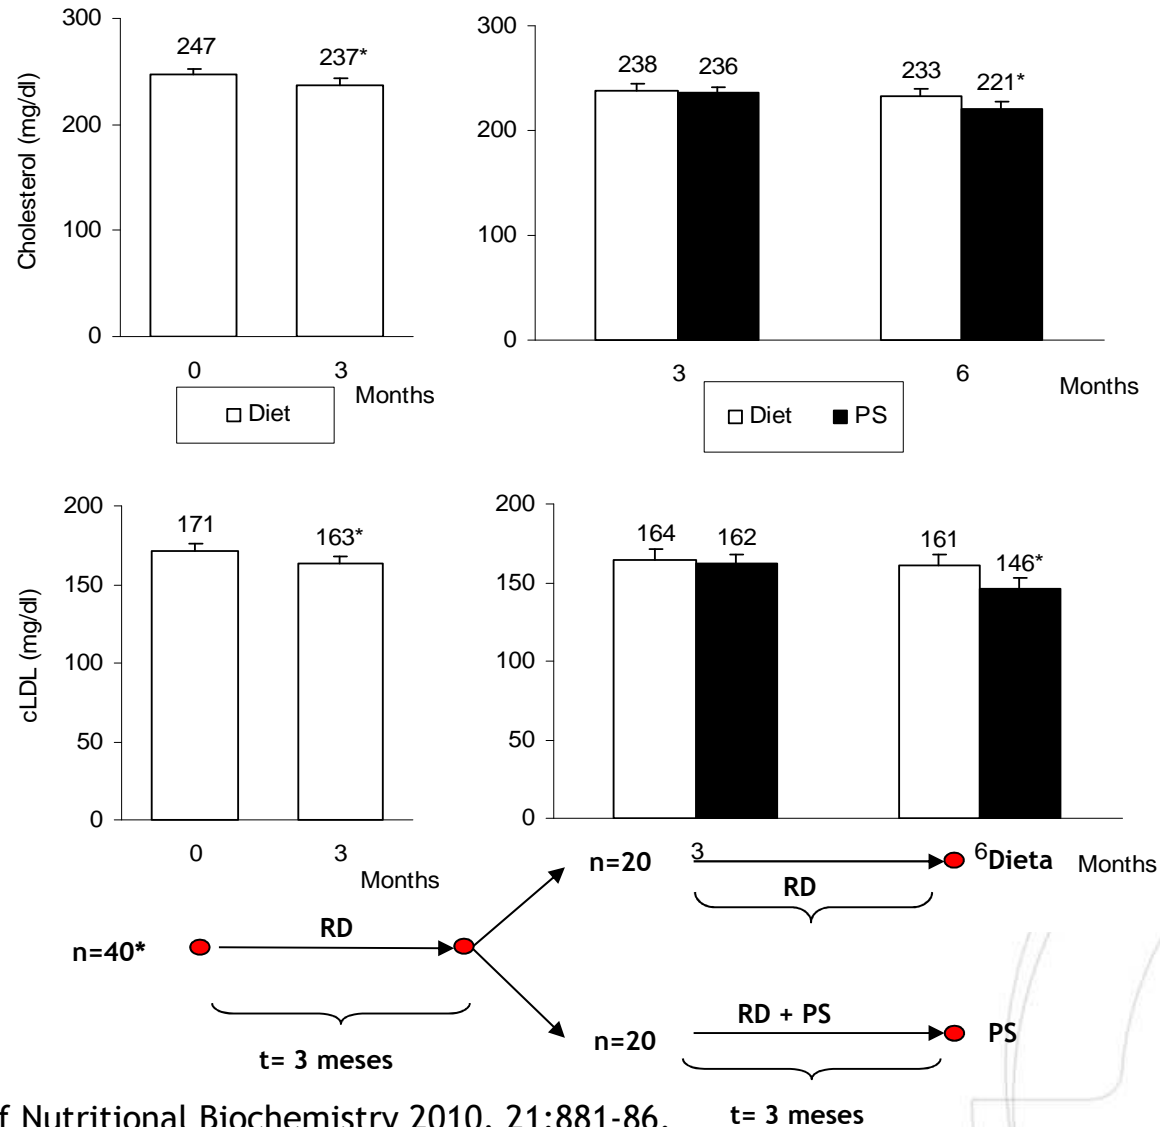 Cholesterol (mg/dl)
300
200
100
0
247
237*
0
3
Months
Diet
300
200
100
0
238
236
233
221*
3
6
Months
Diet
PS
cLDL (mg/dl)
200
150
100
50
0
171
163*
0
3
Months
200
150
100
50
0
164
162
161
146*
3
6
Months
n=40*
RD
t= 3 meses
n=20
RD
Dieta
n=20
RD + PS
PS
t= 3 meses
f Nutritional Biochemistry 2010, 21:881-86.